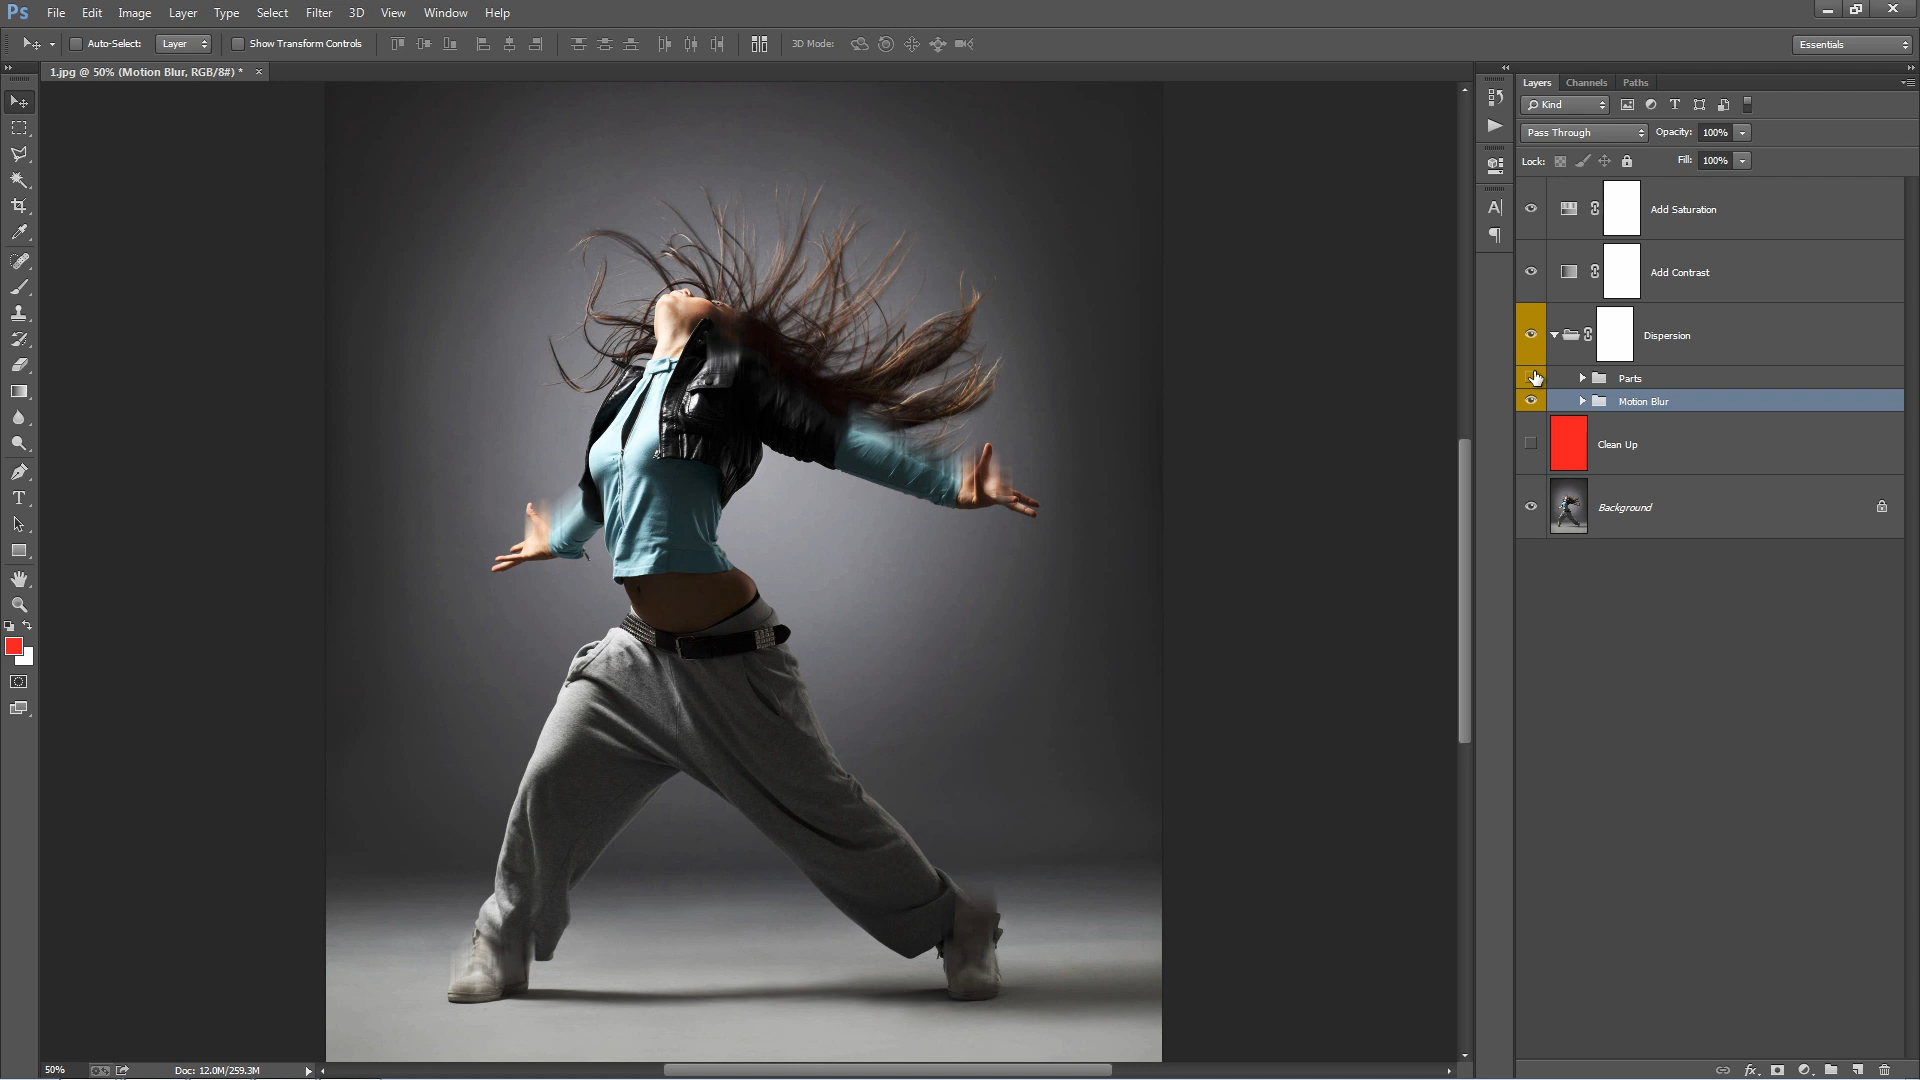 Ps File Edit Image Layer Type Select Filter 3D View Window Help
Auto-Select: Layer Show Transform Controls 3D Mode: Essentials
1.jpg @ 50% (Motion Blur, RGB/8#) * ×
Layers Channels Paths
Kind
Pass Through Opacity: 100%
Lock: Fill: 100%
Add Saturation
Add Contrast
Dispersion
Parts
Motion Blur
Clean Up
Background
50% Doc: 12.0M/259.3M